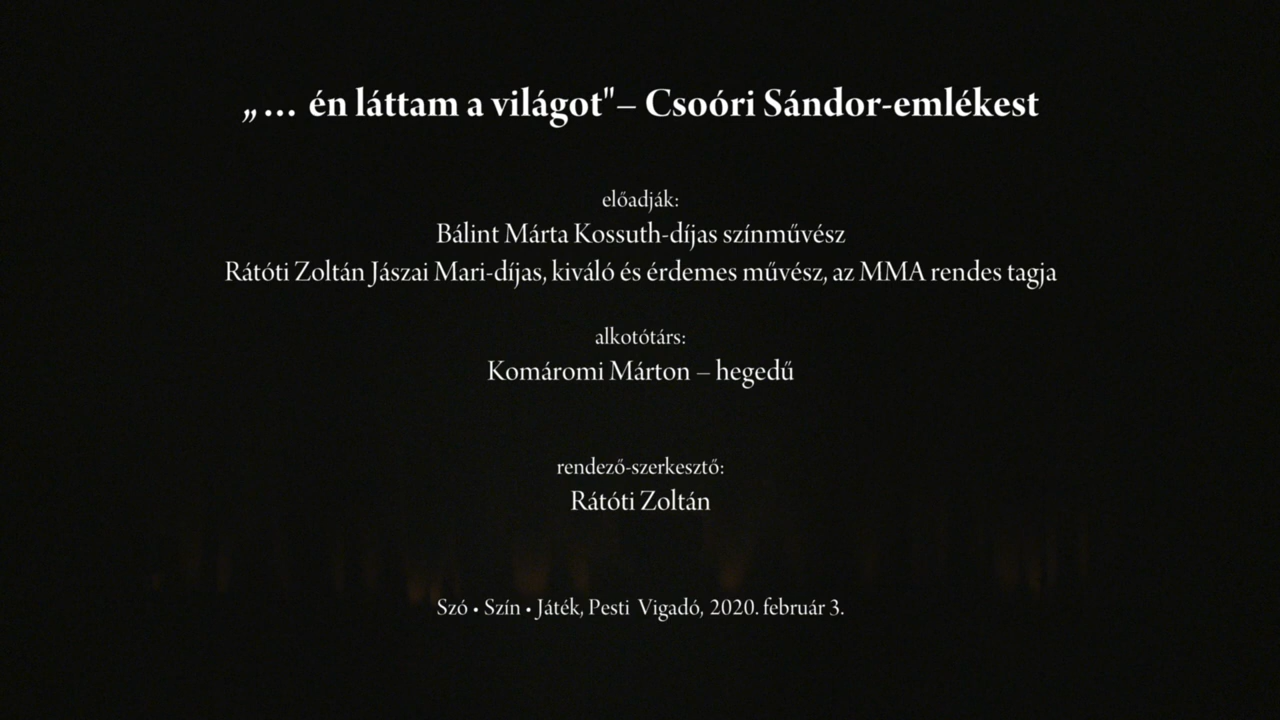 „… én láttam a világot"– Csoóri Sándor-emlékest
előadják:
Bálint Márta Kossuth-díjas színművész
Rátóti Zoltán Jászai Mari-díjas, kiváló és érdemes művész, az MMA rendes tagja
alkotótárs:
Komáromi Márton – hegedű
rendező-szerkesztő:
Rátóti Zoltán
Szó • Szín • Játék, Pesti Vigadó, 2020. február 3.